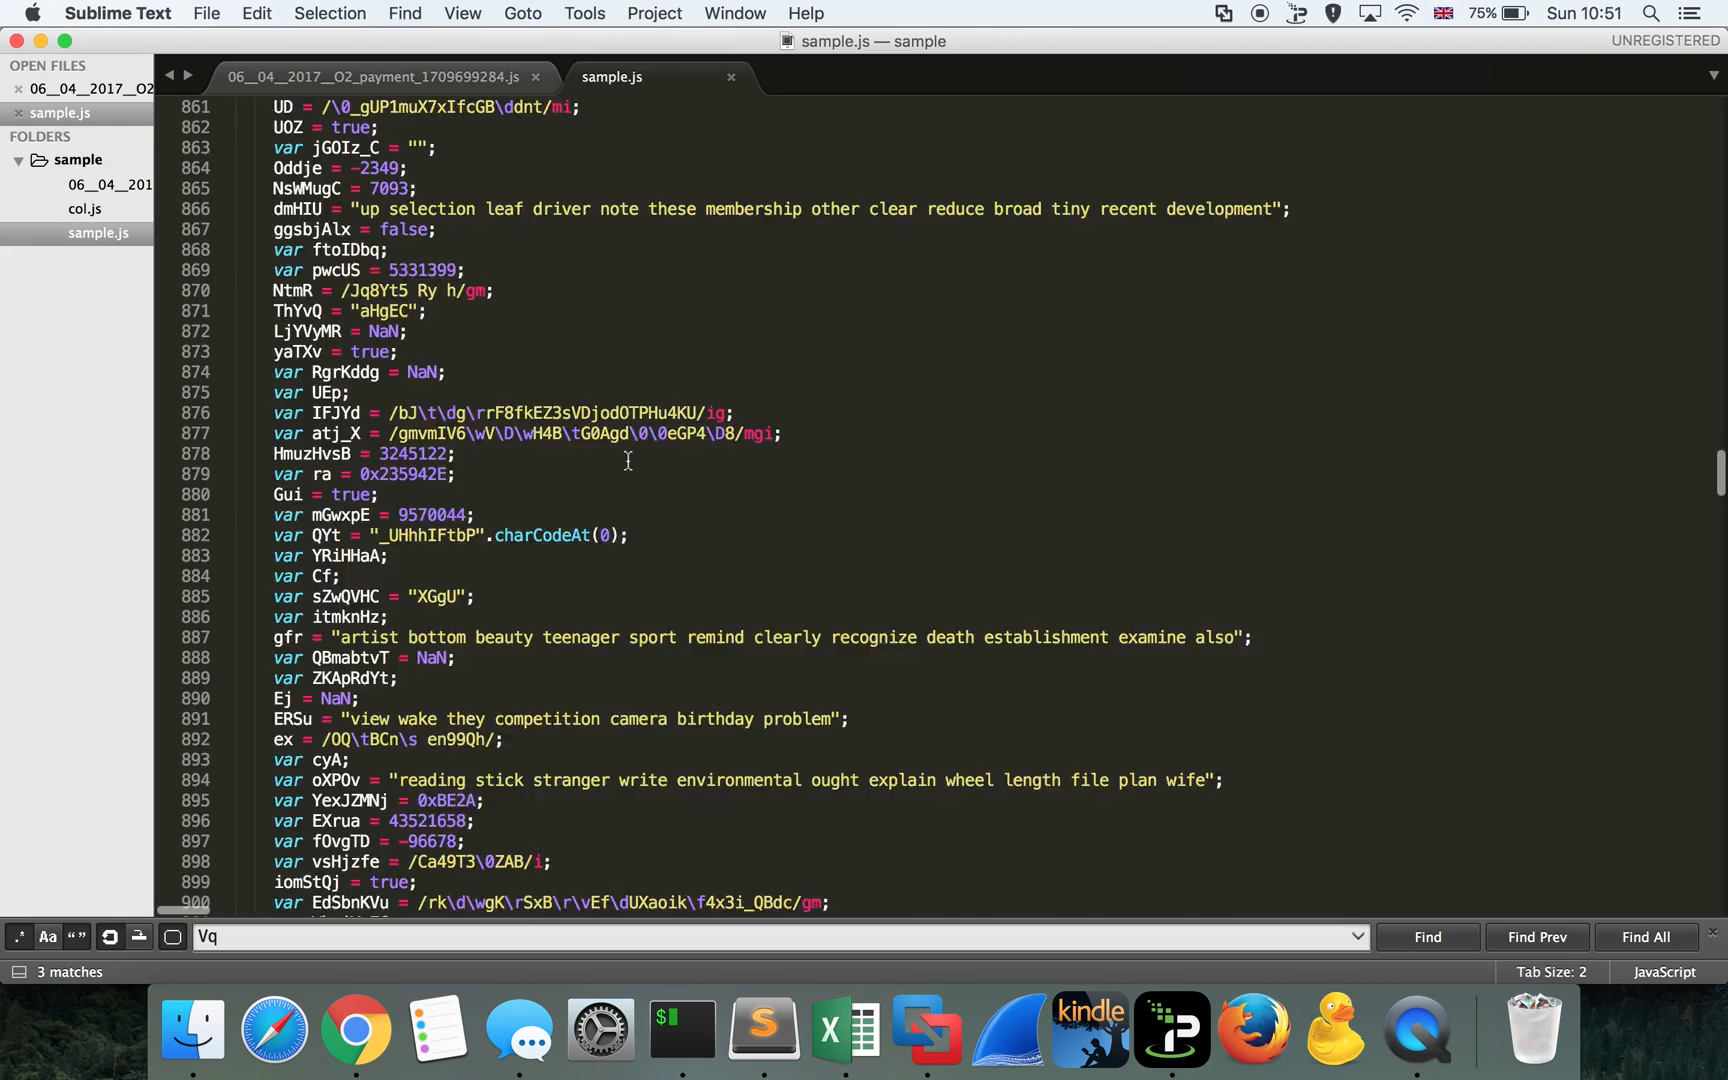 Sublime Text File Edit Selection Find View Goto Tools Project Window Help 75% Sun 10:51
sample.js — sample UNREGISTERED
OPEN FILES
06__04__2017__O2
sample.js
FOLDERS
sample
06__04__201
col.js
sample.js
06__04__2017__O2_payment_1709699284.js sample.js
861 UD = /\0_gUP1muX7xIfcGB\ddnt/mi;
862 UOZ = true;
863 var jGOIz_C = "";
864 Oddje = -2349;
865 NsWMugC = 7093;
866 dmHIU = "up selection leaf driver note these membership other clear reduce broad tiny recent development";
867 ggsbjAlx = false;
868 var ftoIDbq;
869 var pwcUS = 5331399;
870 NtmR = /Jq8Yt5 Ry h/gm;
871 ThYvQ = "aHgEC";
872 LjYVyMR = NaN;
873 yaTXv = true;
874 var RgrKddg = NaN;
875 var UEp;
876 var IFJYd = /bJ\t\dg\rrF8fkEZ3sVDjodOTPHu4KU/ig;
877 var atj_X = /gmvmIV6\wV\D\wH4B\tG0Agd\0\0eGP4\D8/mgi;
878 HmuzHvsB = 3245122;
879 var ra = 0x235942E;
880 Gui = true;
881 var mGwxpE = 9570044;
882 var QYt = "_UHhhIFtbP".charCodeAt(0);
883 var YRiHHaA;
884 var Cf;
885 var sZwQVHC = "XGgU";
886 var itmknHz;
887 gfr = "artist bottom beauty teenager sport remind clearly recognize death establishment examine also";
888 var QBmabtvT = NaN;
889 var ZKApRdYt;
890 Ej = NaN;
891 ERSu = "view wake they competition camera birthday problem";
892 ex = /OQ\tBCn\s en99Qh/;
893 var cyA;
894 var oXPOv = "reading stick stranger write environmental ought explain wheel length file plan wife";
895 var YexJZMNj = 0xBE2A;
896 var EXrua = 43521658;
897 var fOvgTD = -96678;
898 var vsHjzfe = /Ca49T3\0ZAB/i;
899 iomStQj = true;
900 var EdSbnKVu = /rk\d\wgK\rSxB\r\vEf\dUXaoik\f4x3i_QBdc/gm;
.* Aa “ ” Vq Find Find Prev Find All
3 matches Tab Size: 2 JavaScript
$
S
X
kindle